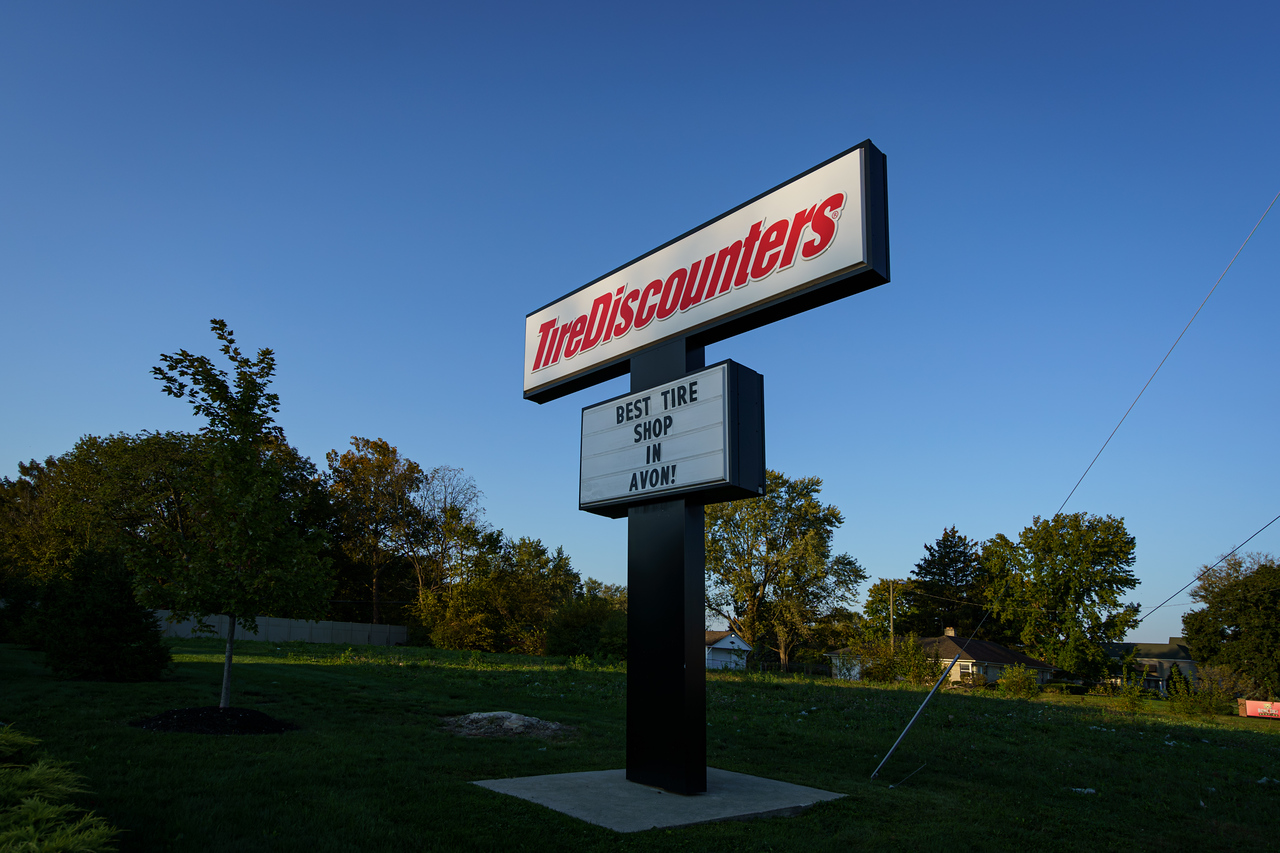 TireDiscounters®
BEST TIRE
SHOP
IN
AVON!